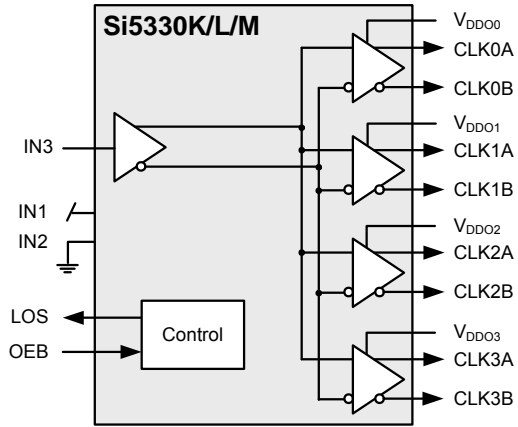 Si5330K/L/M
VDDO0
CLK0A
CLK0B
IN3
VDDO1
CLK1A
CLK1B
IN1
IN2
VDDO2
CLK2A
CLK2B
LOS
OEB
Control
VDDO3
CLK3A
CLK3B